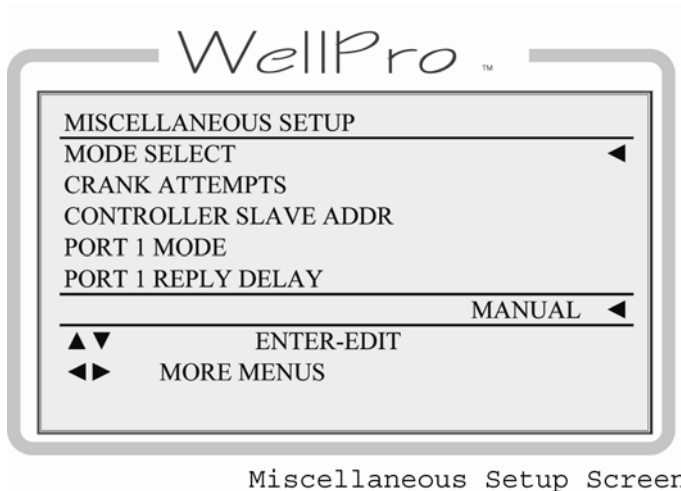 WellPro ™
MISCELLANEOUS SETUP
MODE SELECT ◄
CRANK ATTEMPTS
CONTROLLER SLAVE ADDR
PORT 1 MODE
PORT 1 REPLY DELAY
MANUAL ◄
▲▼ ENTER-EDIT
◄► MORE MENUS
Miscellaneous Setup Screen